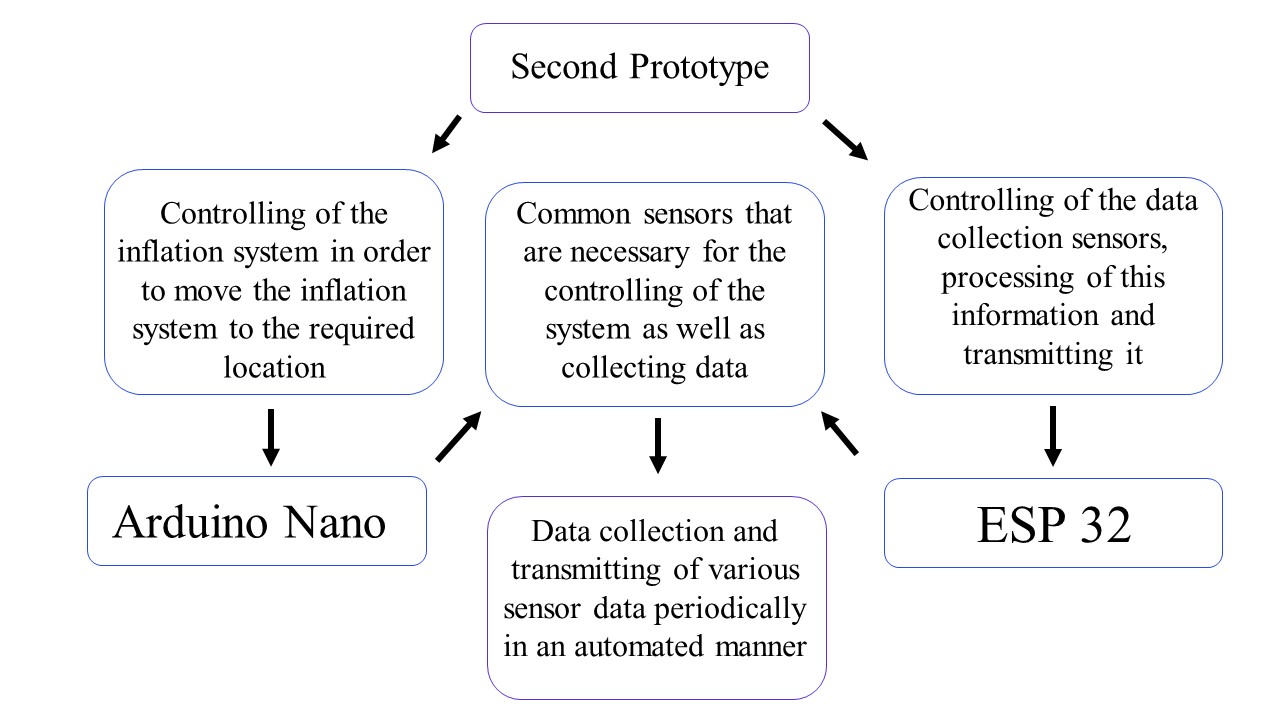 Second Prototype
Controlling of the
inflation system in order
to move the inflation
system to the required
location
Common sensors that
are necessary for the
controlling of the
system as well as
collecting data
Controlling of the data
collection sensors,
processing of this
information and
transmitting it
Arduino Nano
Data collection and
transmitting of various
sensor data periodically
in an automated manner
ESP 32